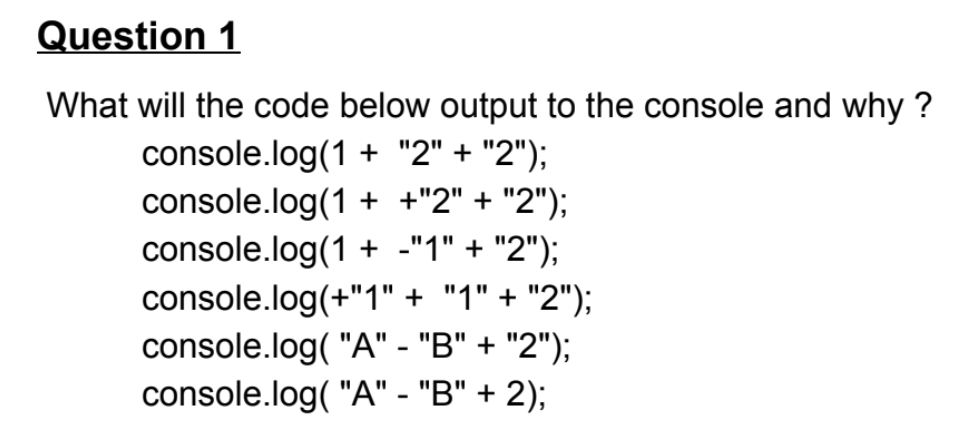 Question 1
What will the code below output to the console and why ?
console.log(1 +  "2" + "2");
console.log(1 +  +"2" + "2");
console.log(1 +  -"1" + "2");
console.log(+"1" +  "1" + "2");
console.log( "A" - "B" + "2");
console.log( "A" - "B" + 2);